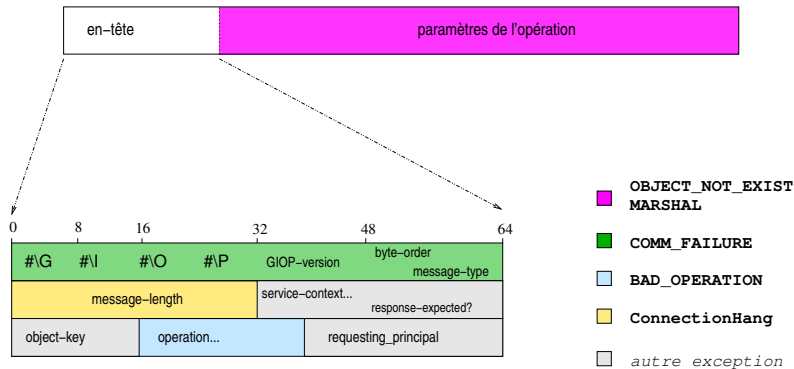 en−tête
paramètres de l'opération
0 8 16 32 48 64
#\G #\I #\O #\P GIOP−version byte−order
message−type
message−length service−context...
response−expected?
object−key operation... requesting_principal
OBJECT_NOT_EXIST
MARSHAL
COMM_FAILURE
BAD_OPERATION
ConnectionHang
autre exception